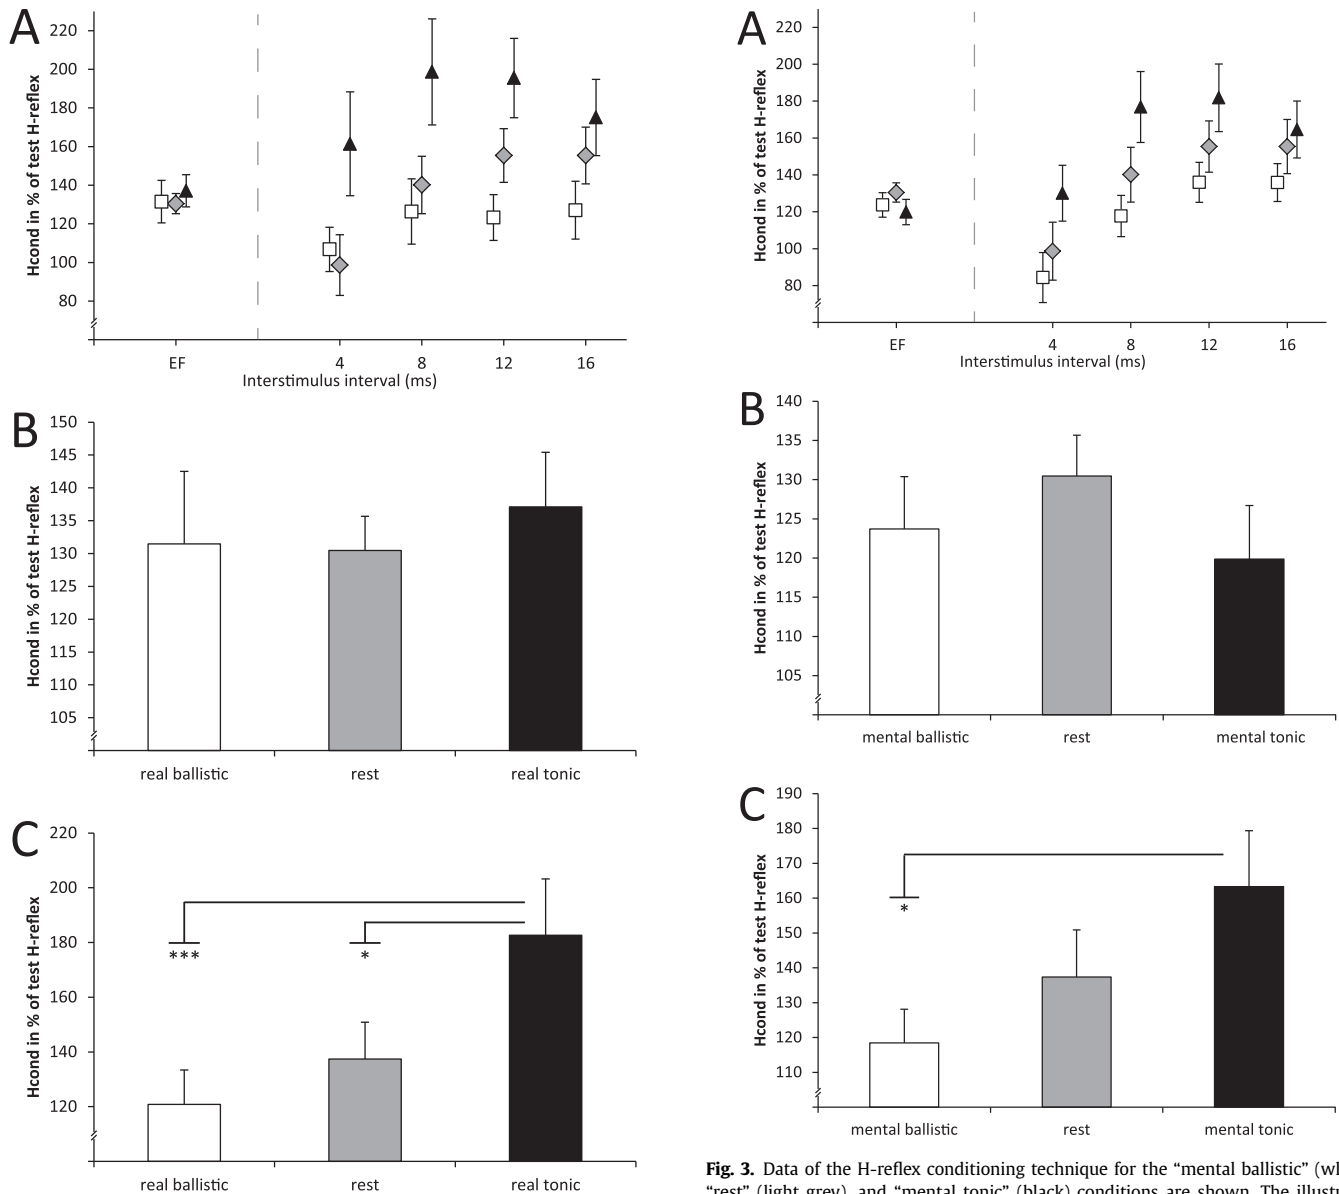 A
Hcond in % of test H-reflex
220
200
180
160
140
120
100
80
EF
4
8
12
16
Interstimulus interval (ms)
B
Hcond in % of test H-reflex
150
145
140
135
130
125
120
115
110
105
real ballistic
rest
real tonic
C
Hcond in % of test H-reflex
220
200
180
160
140
120
***
*
real ballistic
rest
real tonic
A
Hcond in % of test H-reflex
220
200
180
160
140
120
100
80
EF
4
8
12
16
Interstimulus interval (ms)
B
Hcond in % of test H-reflex
140
135
130
125
120
115
110
105
mental ballistic
rest
mental tonic
C
Hcond in % of test H-reflex
190
180
170
160
150
140
130
120
110
*
mental ballistic
rest
mental tonic
Fig. 3. Data of the H-reflex conditioning technique for the “mental ballistic”
“rest” (light grey), and “mental tonic” (black) conditions are shown. The